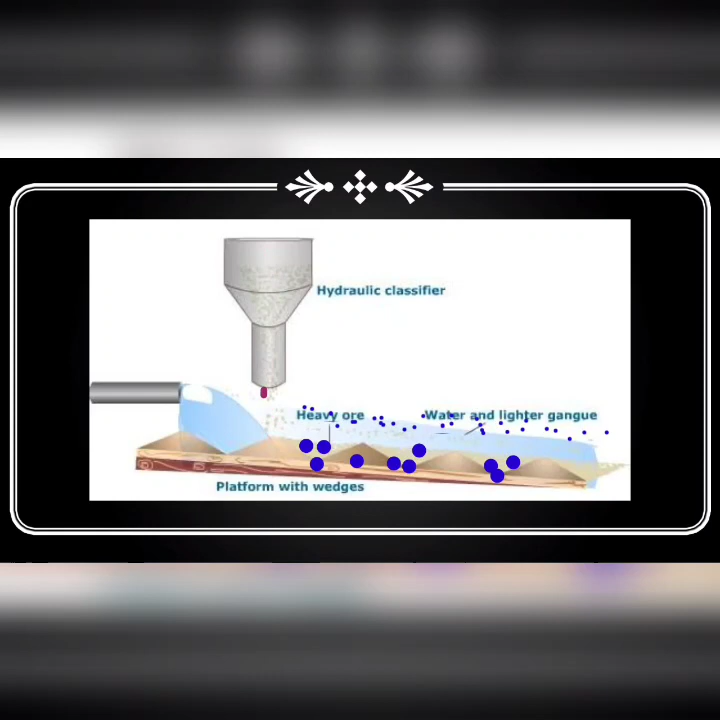 Hydraulic classifier
Heavy ore
Water and lighter gangue
Platform with wedges